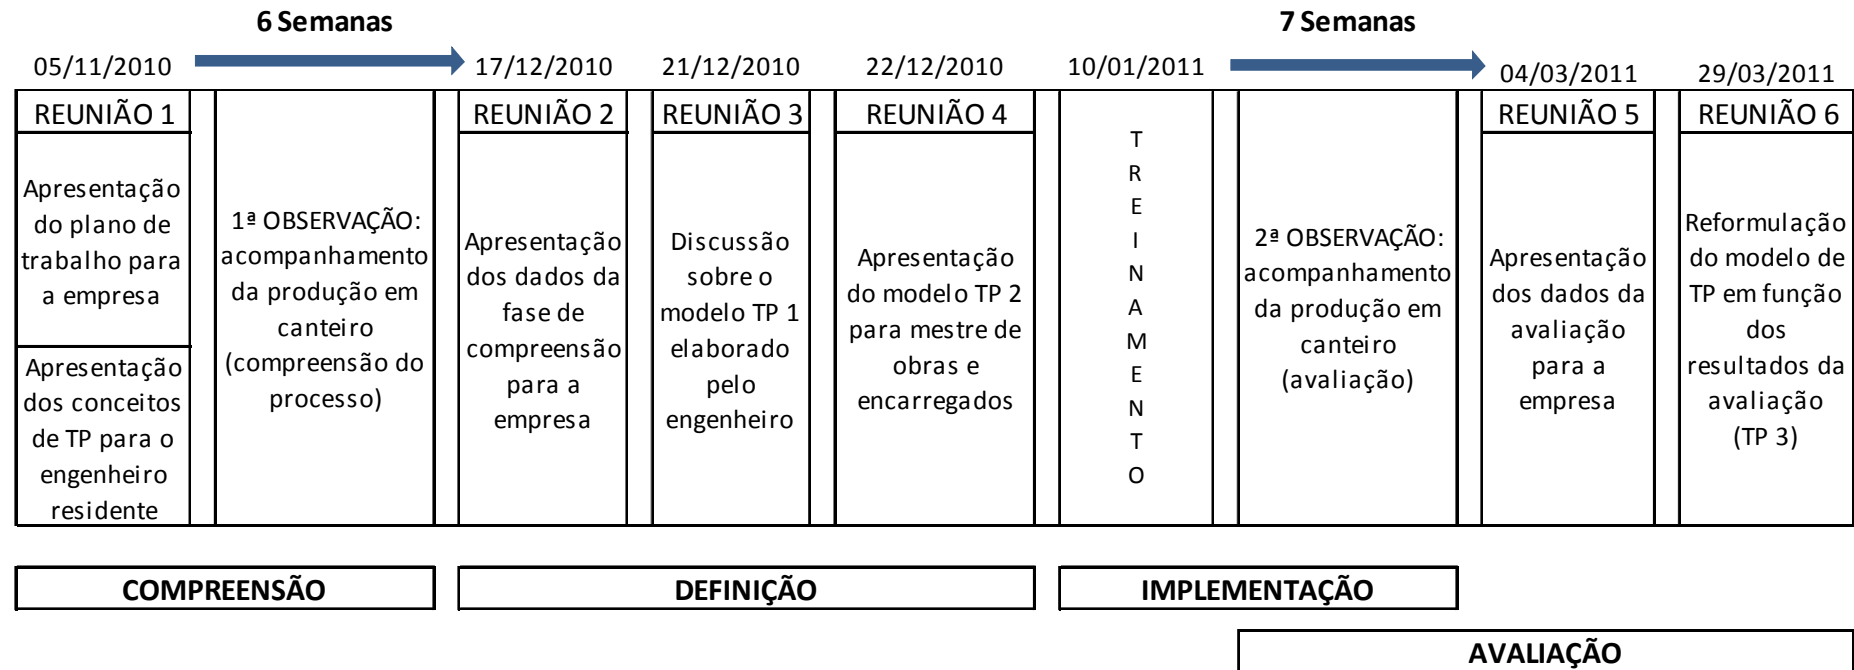 6 Semanas
7 Semanas
05/11/2010
17/12/2010
21/12/2010
22/12/2010
10/01/2011
04/03/2011
29/03/2011
REUNIÃO 1
Apresentação
do plano de
trabalho para
a empresa
Apresentação
dos conceitos
de TP para o
engenheiro
residente
1ª OBSERVAÇÃO:
acompanhamento
da produção em
canteiro
(compreensão do
processo)
REUNIÃO 2
Apresentação
dos dados da
fase de
compreensão
para a
empresa
REUNIÃO 3
Discussão
sobre o
modelo TP 1
elaborado
pelo
engenheiro
REUNIÃO 4
Apresentação
do modelo TP 2
para mestre de
obras e
encarregados
T
R
E
I
N
A
M
E
N
T
O
2ª OBSERVAÇÃO:
acompanhamento
da produção em
canteiro
(avaliação)
REUNIÃO 5
Apresentação
dos dados da
avaliação
para a
empresa
REUNIÃO 6
Reformulação
do modelo de
TP em função
dos
resultados da
avaliação
(TP 3)
COMPREENSÃO
DEFINIÇÃO
IMPLEMENTAÇÃO
AVALIAÇÃO